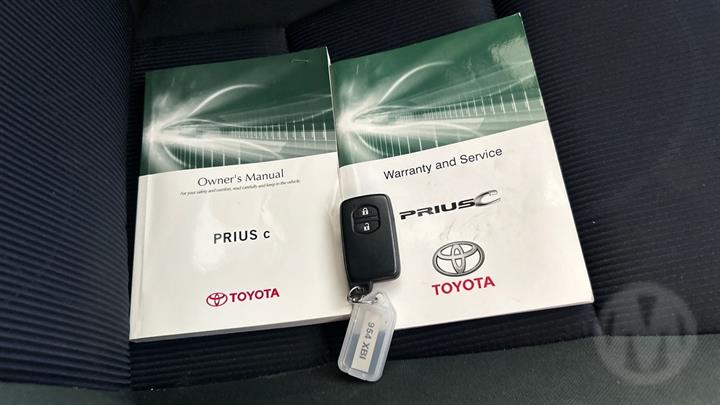 Owner's Manual
For your safety and comfort, read carefully and keep in the vehicle.
PRIUS c
TOYOTA
Warranty and Service
PRIUS C
TOYOTA
954 XBI
M